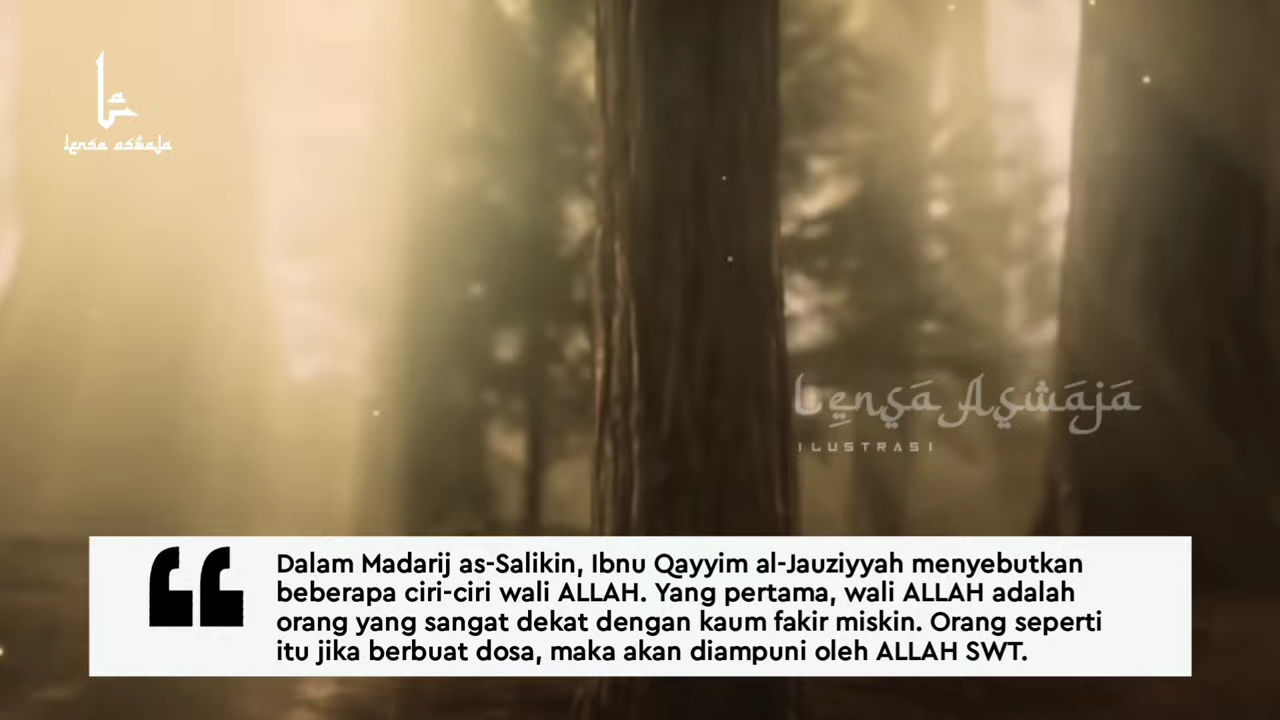 lensa aswaja
Lensa Aswaja
ILUSTRASI
Dalam Madarij as-Salikin, Ibnu Qayyim al-Jauziyyah menyebutkan
beberapa ciri-ciri wali ALLAH. Yang pertama, wali ALLAH adalah
orang yang sangat dekat dengan kaum fakir miskin. Orang seperti
itu jika berbuat dosa, maka akan diampuni oleh ALLAH SWT.